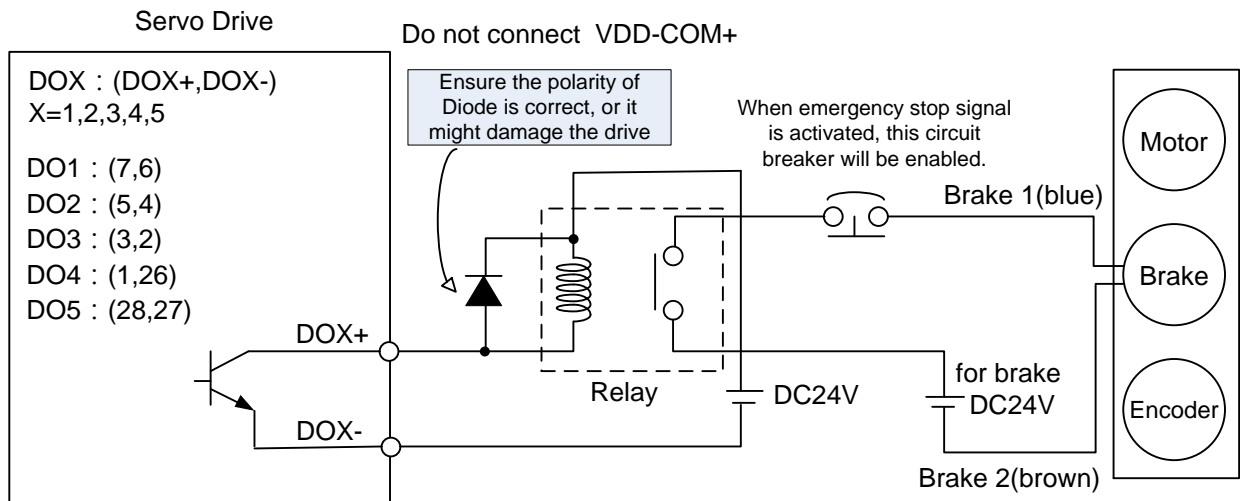 Servo Drive
Do not connect VDD-COM+
DOX : (DOX+,DOX-)
X=1,2,3,4,5
DO1 : (7,6)
DO2 : (5,4)
DO3 : (3,2)
DO4 : (1,26)
DO5 : (28,27)
Ensure the polarity of
Diode is correct, or it
might damage the drive
When emergency stop signal
is activated, this circuit
breaker will be enabled.
Motor
Brake 1(blue)
Brake
DOX+
Relay
DC24V
for brake
DC24V
Encoder
DOX-
Brake 2(brown)